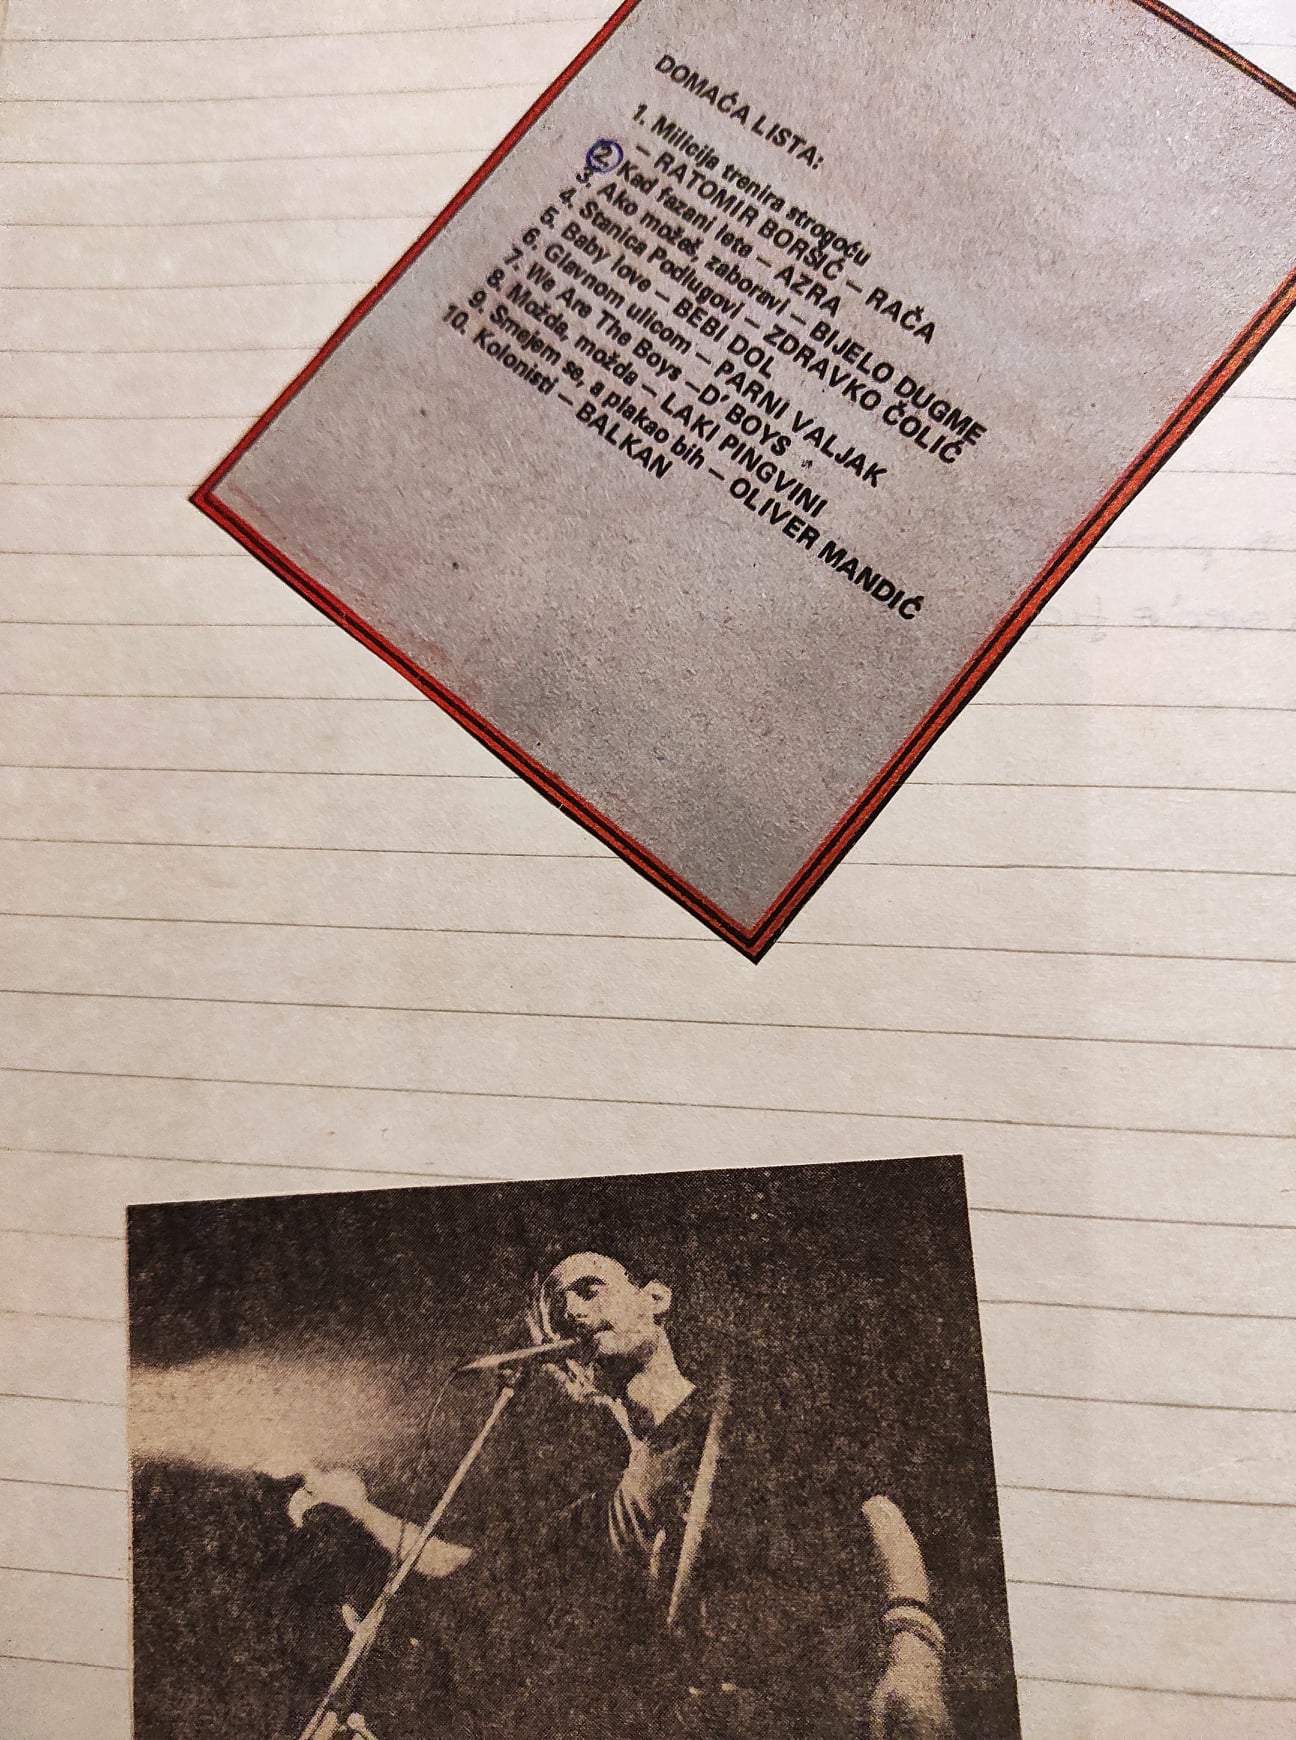 DOMAĆA LISTA:
1. Milicija trenira strogoću
– RATOMIR BORŠIĆ – RAČA
2. Kad fazani lete – AZRA
3. Ako možeš, zaboravi – BIJELO DUGME
4. Stanica Podlugovi – ZDRAVKO ČOLIĆ
5. Baby love – BEBI DOL
6. Glavnom ulicom – PARNI VALJAK
7. We Are The Boys –D' BOYS
8. Možda, možda – LAKI PINGVINI
9. Smejem se, a plakao bih – OLIVER MANDIĆ
10. Kolonisti – BALKAN